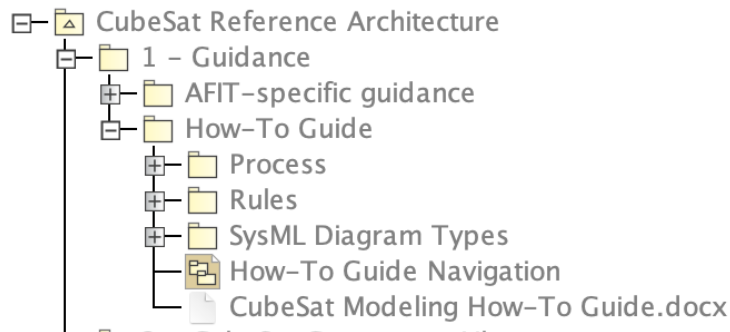 CubeSat Reference Architecture
1 – Guidance
AFIT–specific guidance
How–To Guide
Process
Rules
SysML Diagram Types
How–To Guide Navigation
CubeSat Modeling How–To Guide.docx